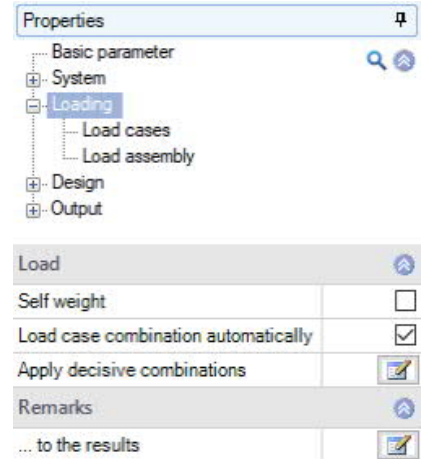 Properties
Basic parameter
System
Loading
Load cases
Load assembly
Design
Output
Load
Self weight
Load case combination automatically
Apply decisive combinations
Remarks
... to the results